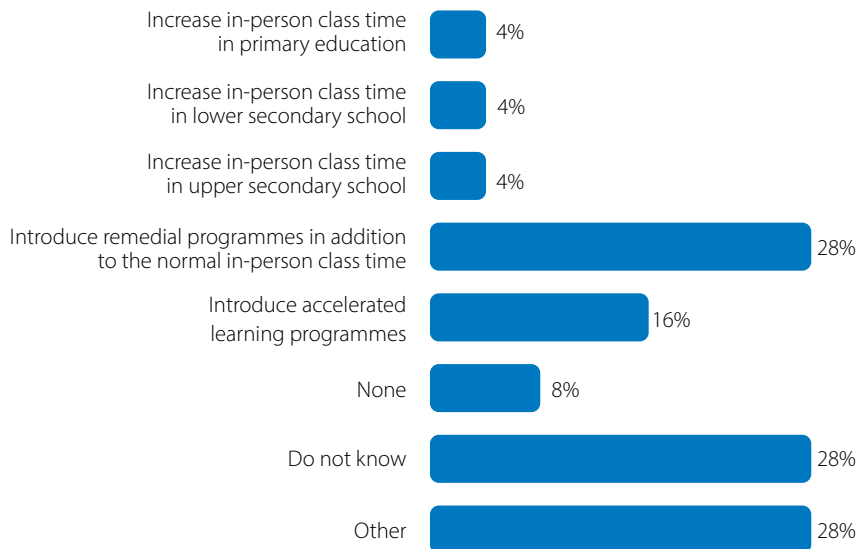 Increase in-person class time
in primary education
4%
Increase in-person class time
in lower secondary school
4%
Increase in-person class time
in upper secondary school
4%
Introduce remedial programmes in addition
to the normal in-person class time
28%
Introduce accelerated
learning programmes
16%
None
8%
Do not know
28%
Other
28%